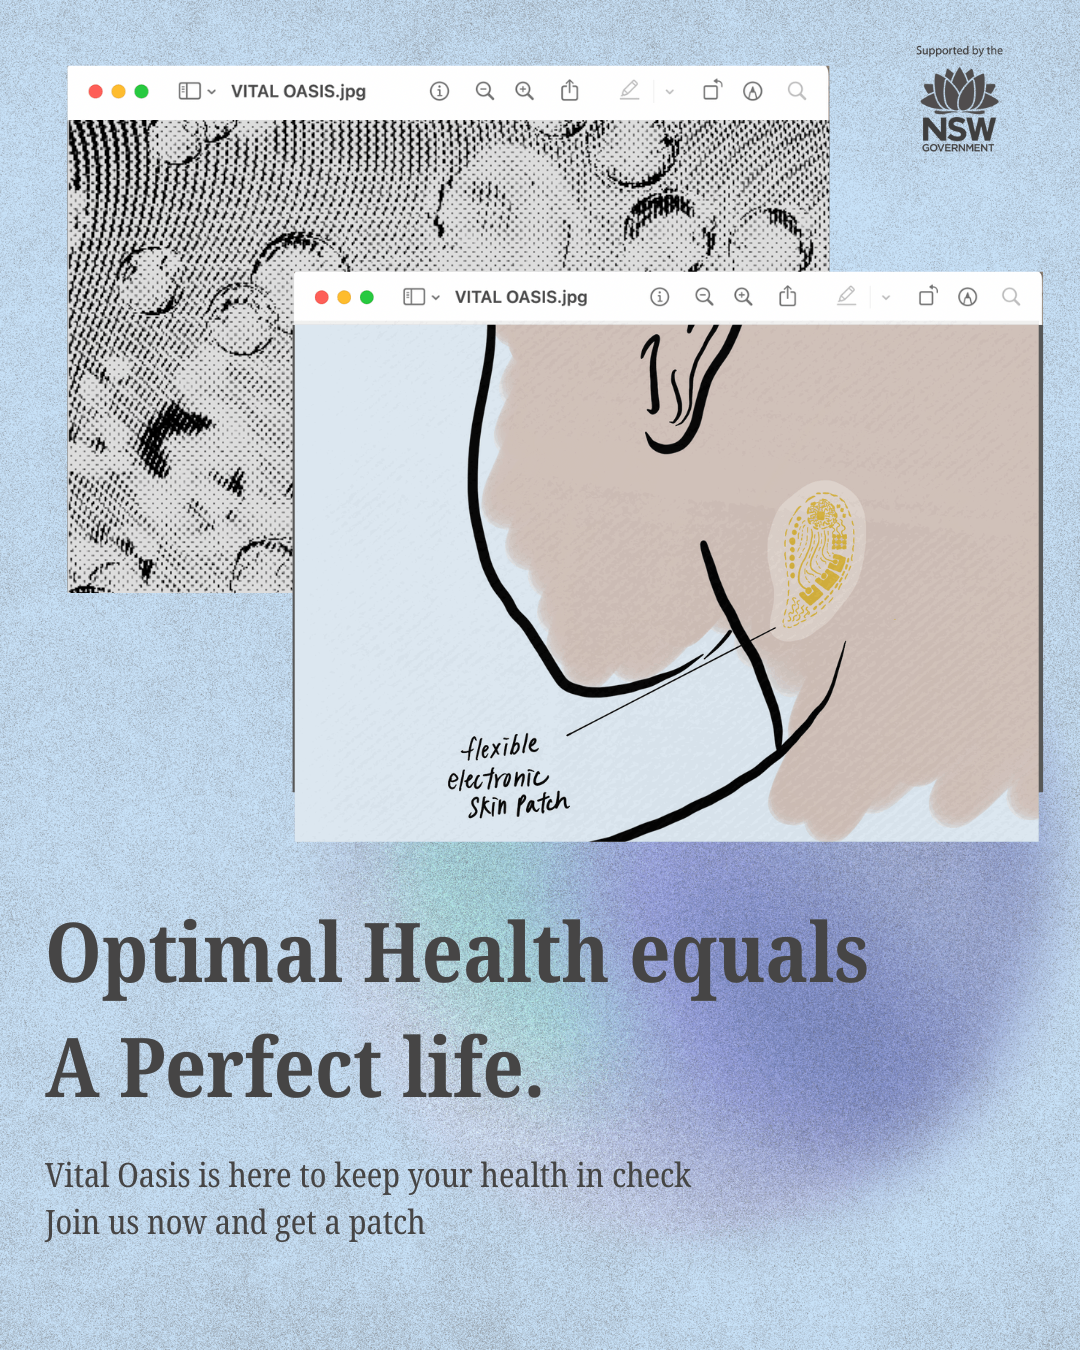 Supported by the
NSW
GOVERNMENT
VITAL OASIS.jpg
VITAL OASIS.jpg
flexible
electronic
skin patch
Optimal Health equals
A Perfect life.
Vital Oasis is here to keep your health in check
Join us now and get a patch